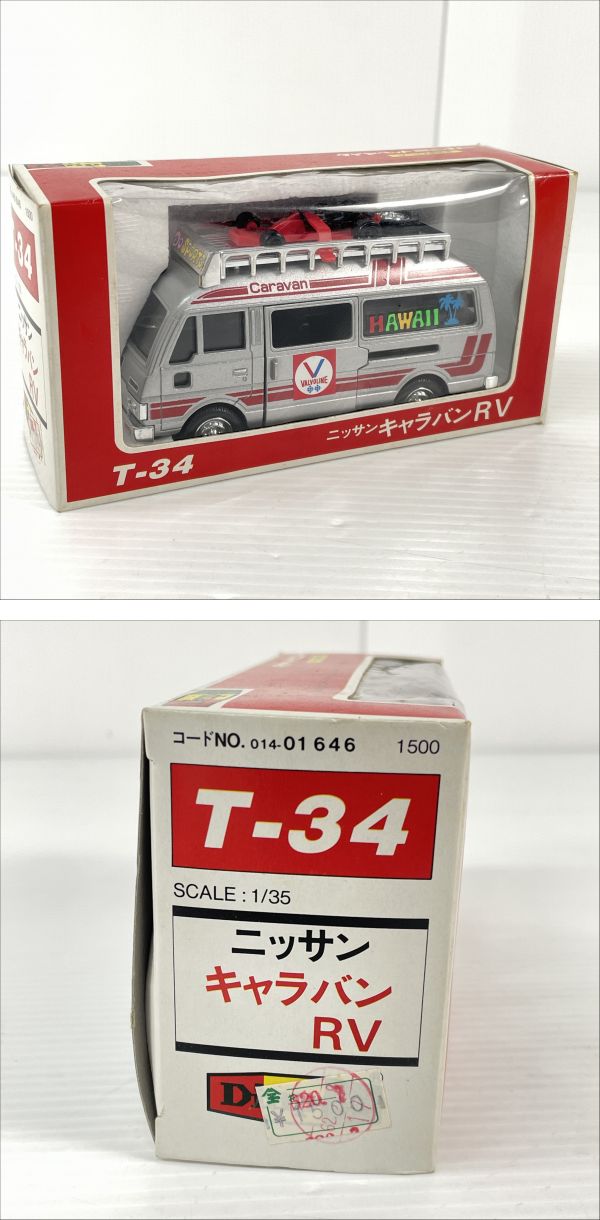 1500
-34
Caravan
HAWAII
V
VALVOLINE
T-34
ニッサンキャラバンRV
コードNO. 014-01646 1500
T-34
SCALE : 1/35
ニッサン
キャラバン
RV